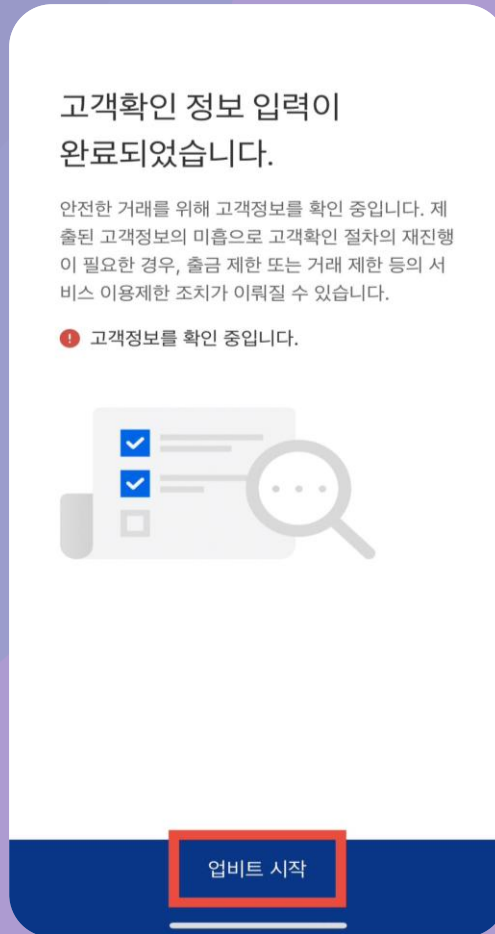 고객확인 정보 입력이
완료되었습니다.
안전한 거래를 위해 고객정보를 확인 중입니다. 제
출된 고객정보의 미흡으로 고객확인 절차의 재진행
이 필요한 경우, 출금 제한 또는 거래 제한 등의 서
비스 이용제한 조치가 이뤄질 수 있습니다.
고객정보를 확인 중입니다.
업비트 시작